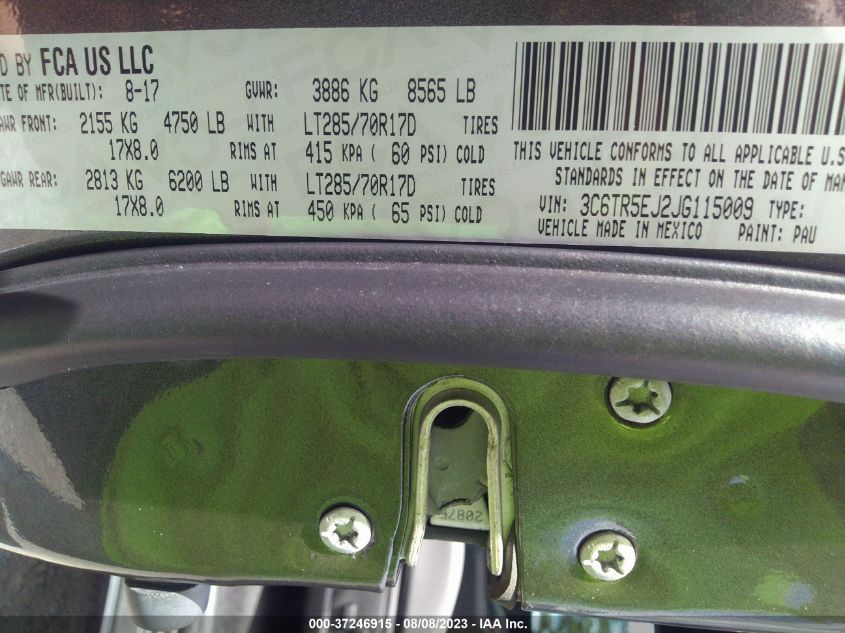 D BY FCA US LLC
TE OF MFR(BUILT): 8-17 GVWR: 3886 KG 8565 LB
AWR FRONT: 2155 KG 4750 LB WITH LT285/70R17D TIRES
17X8.0 RIMS AT 415 KPA ( 60 PSI) COLD
GAWR REAR: 2813 KG 6200 LB WITH LT285/70R17D TIRES
17X8.0 RIMS AT 450 KPA ( 65 PSI) COLD
THIS VEHICLE CONFORMS TO ALL APPLICABLE U.S
STANDARDS IN EFFECT ON THE DATE OF MAN
VIN: 3C6TR5EJ2JG115009 TYPE:
VEHICLE MADE IN MEXICO PAINT: PAU
000-37246915 - 08/08/2023 - IAA Inc.